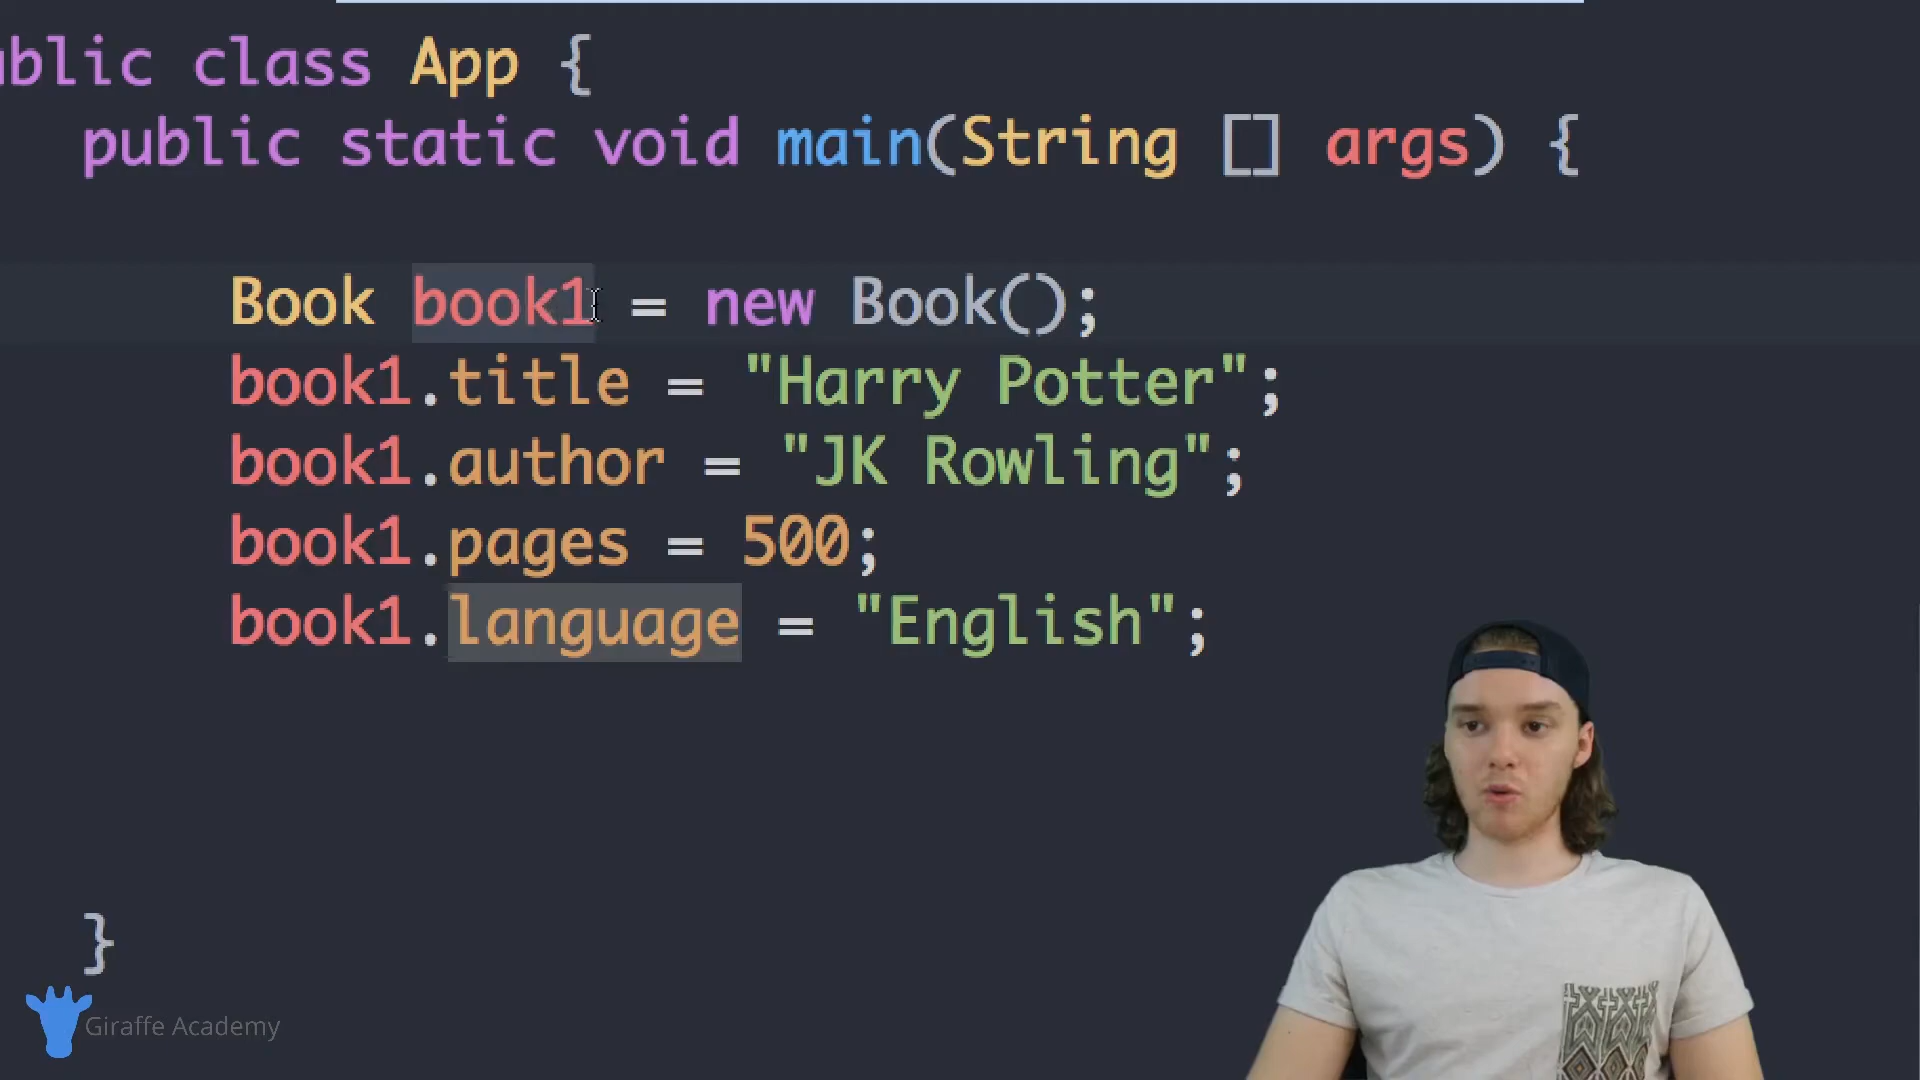 ublic class App {
public static void main(String [] args) {
Book book1 = new Book();
book1.title = "Harry Potter";
book1.author = "JK Rowling";
book1.pages = 500;
book1.language = "English";
}
Giraffe Academy